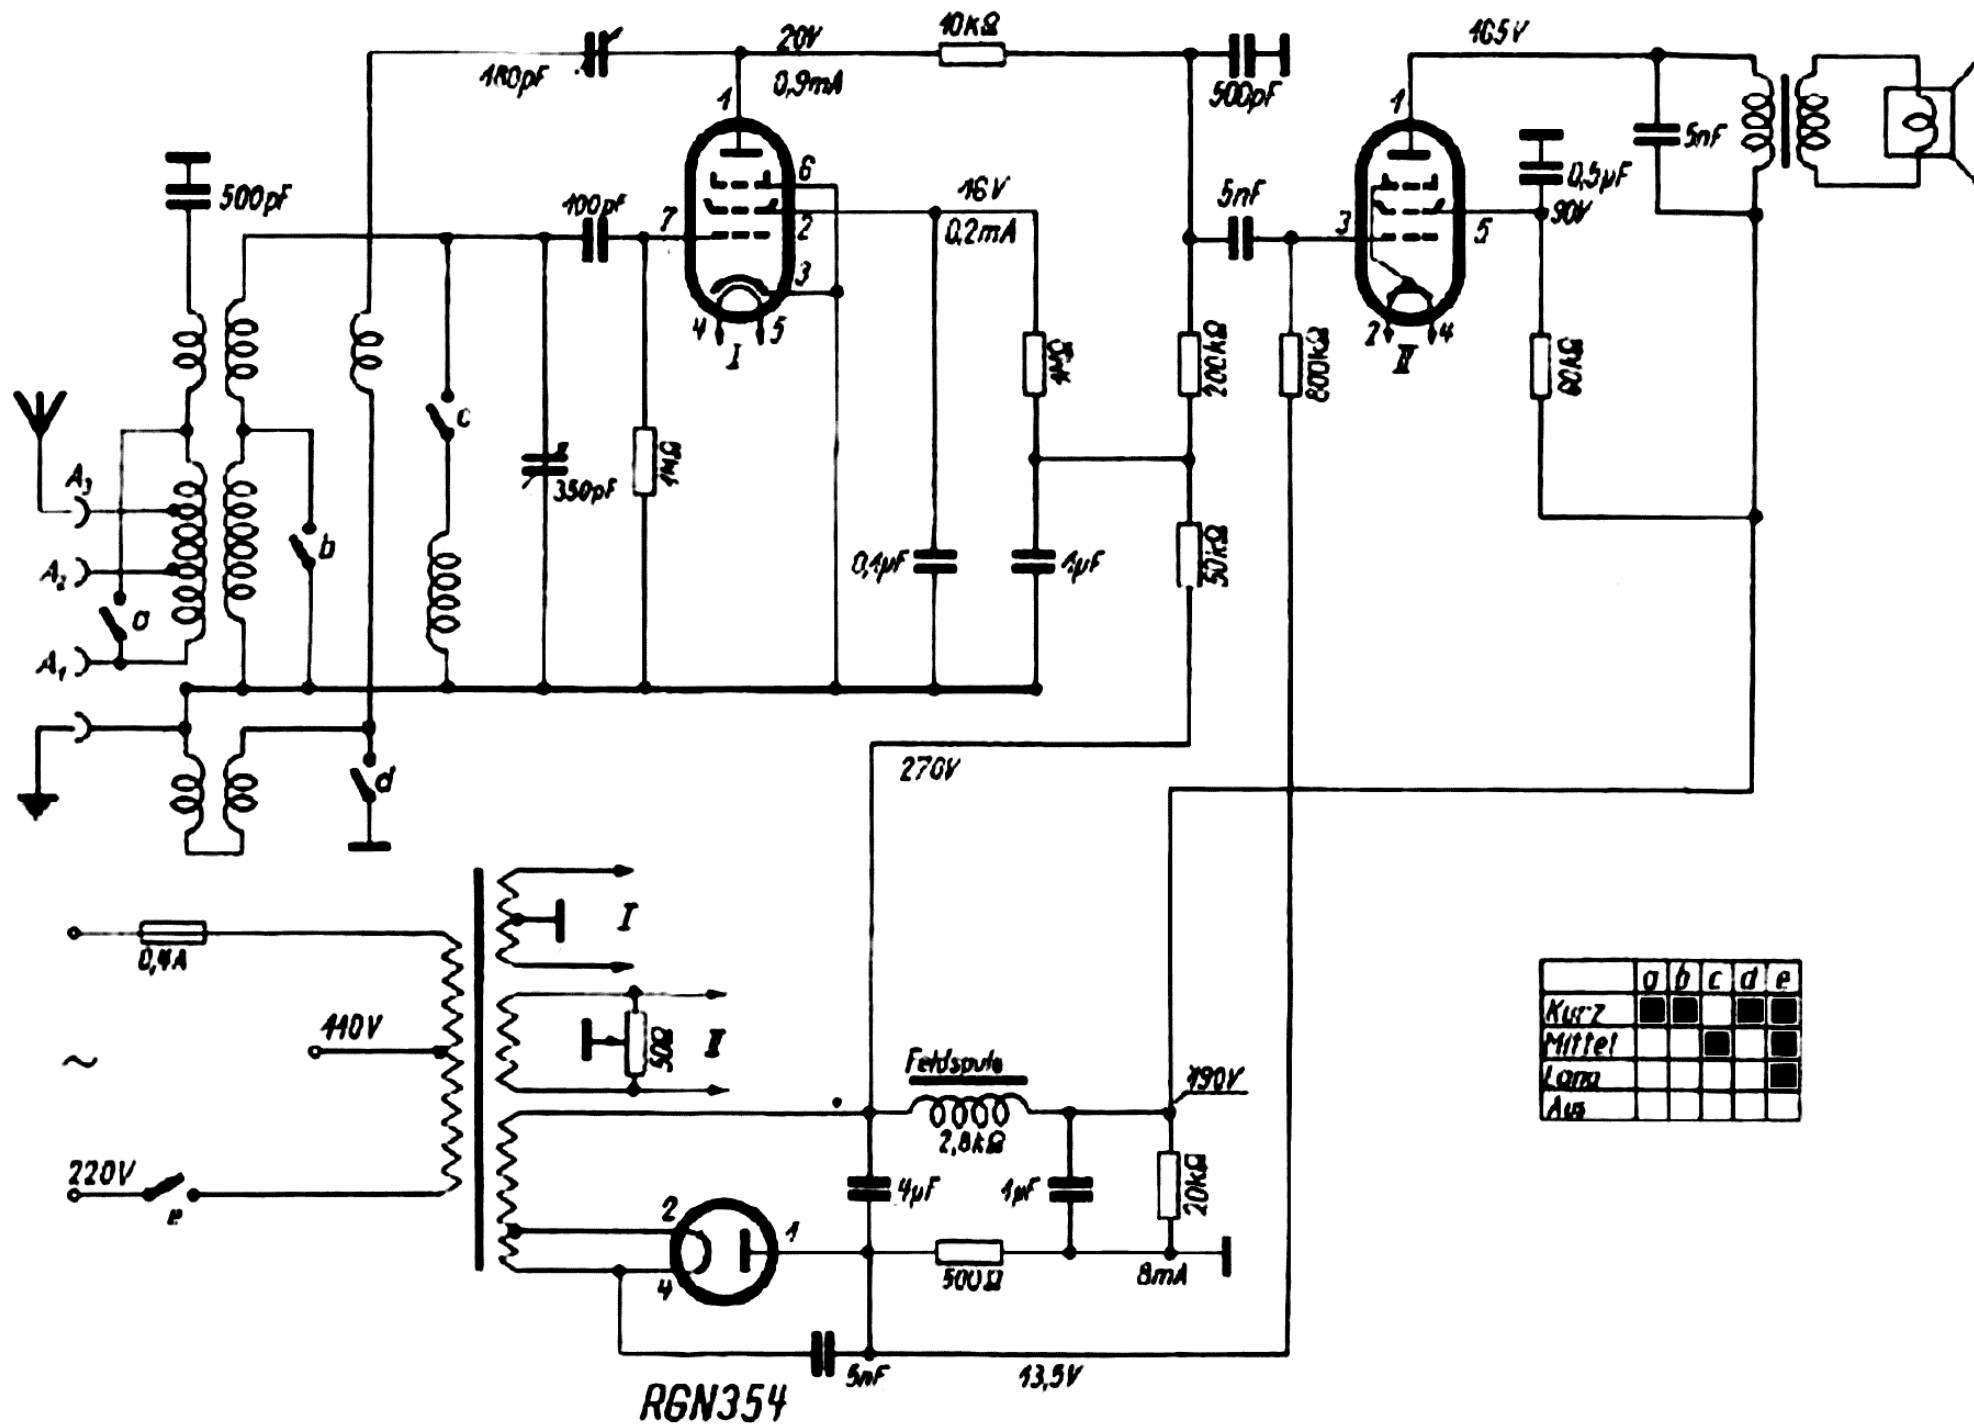 10kΩ
20V
165V
180pF
0,9mA
500pF
1
1
5nF
6
0,5µF
500pF
100pF
16V
5nF
90V
7
2
0,2mA
3
5
3
4
5
2
4
I
II
1MΩ
200kΩ
800kΩ
60kΩ
c
A₃
350pF
1MΩ
b
A₂
0,1µF
1µF
50kΩ
a
A₁
270V
d
I
0,4A
110V
50Ω
II
~
Feldspule
190V
2,8kΩ
220V
e
2
4µF
1µF
20kΩ
1
4
500Ω
8mA
5nF
13,5V
RGN354
a b c d e
Kurz
Mittel
Lang
Aus